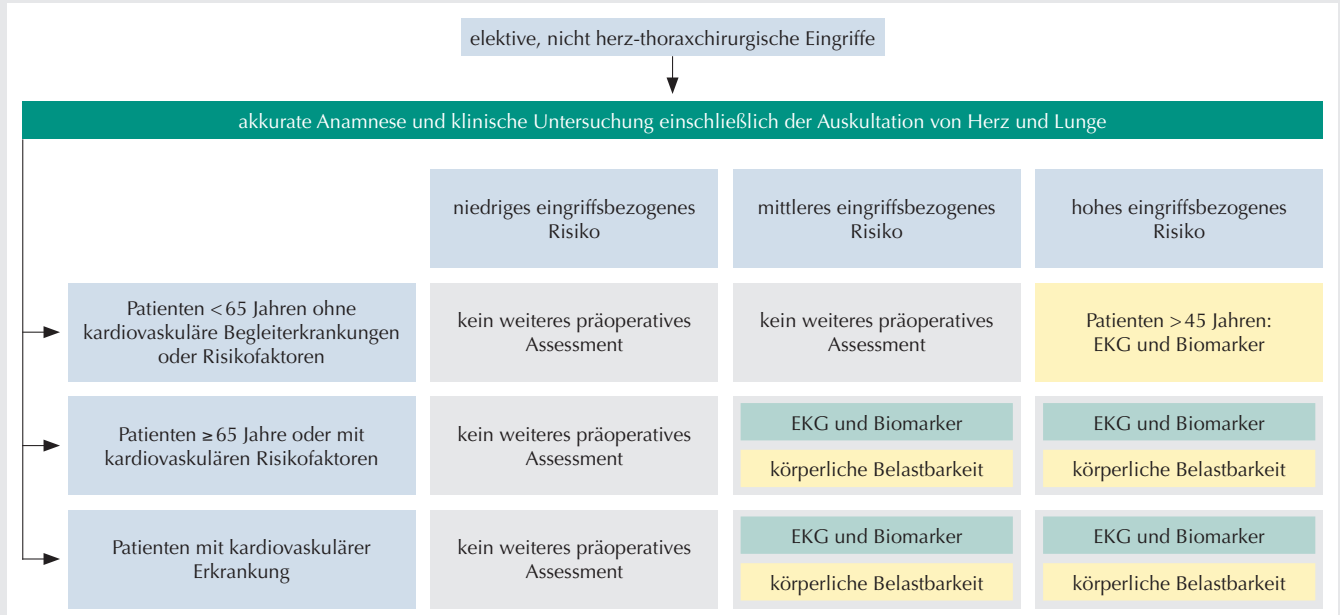 elektive, nicht herz-thoraxchirurgische Eingriffe
akkurate Anamnese und klinische Untersuchung einschließlich der Auskultation von Herz und Lunge
niedriges eingriffsbezogenes
Risiko
mittleres eingriffsbezogenes
Risiko
hohes eingriffsbezogenes
Risiko
Patienten <65 Jahren ohne
kardiovaskuläre Begleiterkrankungen
oder Risikofaktoren
kein weiteres präoperatives
Assessment
kein weiteres präoperatives
Assessment
Patienten >45 Jahren:
EKG und Biomarker
Patienten ≥65 Jahre oder mit
kardiovaskulären Risikofaktoren
kein weiteres präoperatives
Assessment
EKG und Biomarker
körperliche Belastbarkeit
EKG und Biomarker
körperliche Belastbarkeit
Patienten mit kardiovaskulärer
Erkrankung
kein weiteres präoperatives
Assessment
EKG und Biomarker
körperliche Belastbarkeit
EKG und Biomarker
körperliche Belastbarkeit